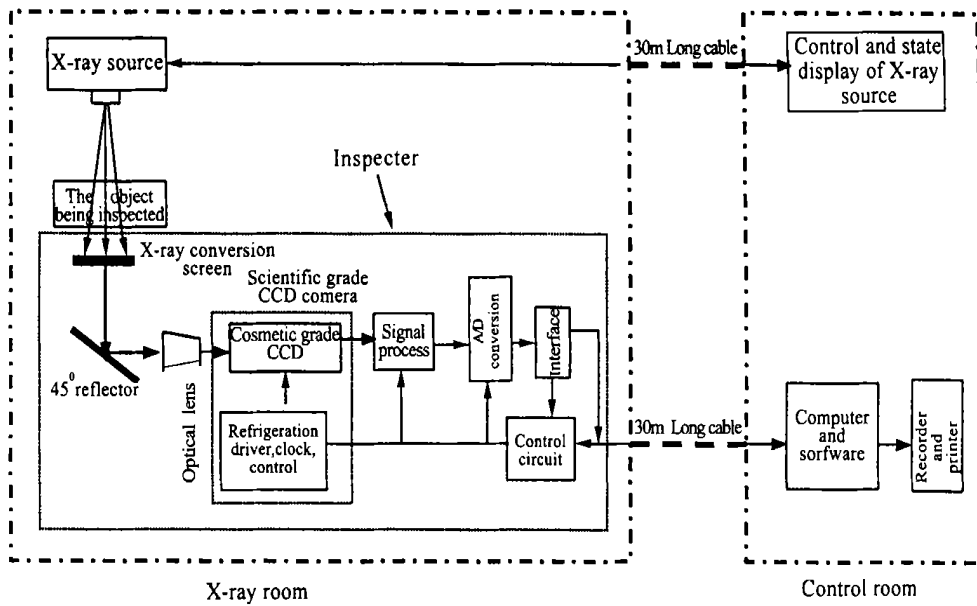 X-ray source
30m Long cable
Control and state
display of X-ray
source
Inspecter
The object
being inspected
X-ray conversion
screen
Scientific grade
CCD comera
Cosmetic grade
CCD
Signal
process
A/D
conversion
Interface
45° reflector
Optical lens
Refrigeration
driver,clock,
control
Control
circuit
30m Long cable
Computer
and
sorfware
Recorder
and
printer
X-ray room
Control room